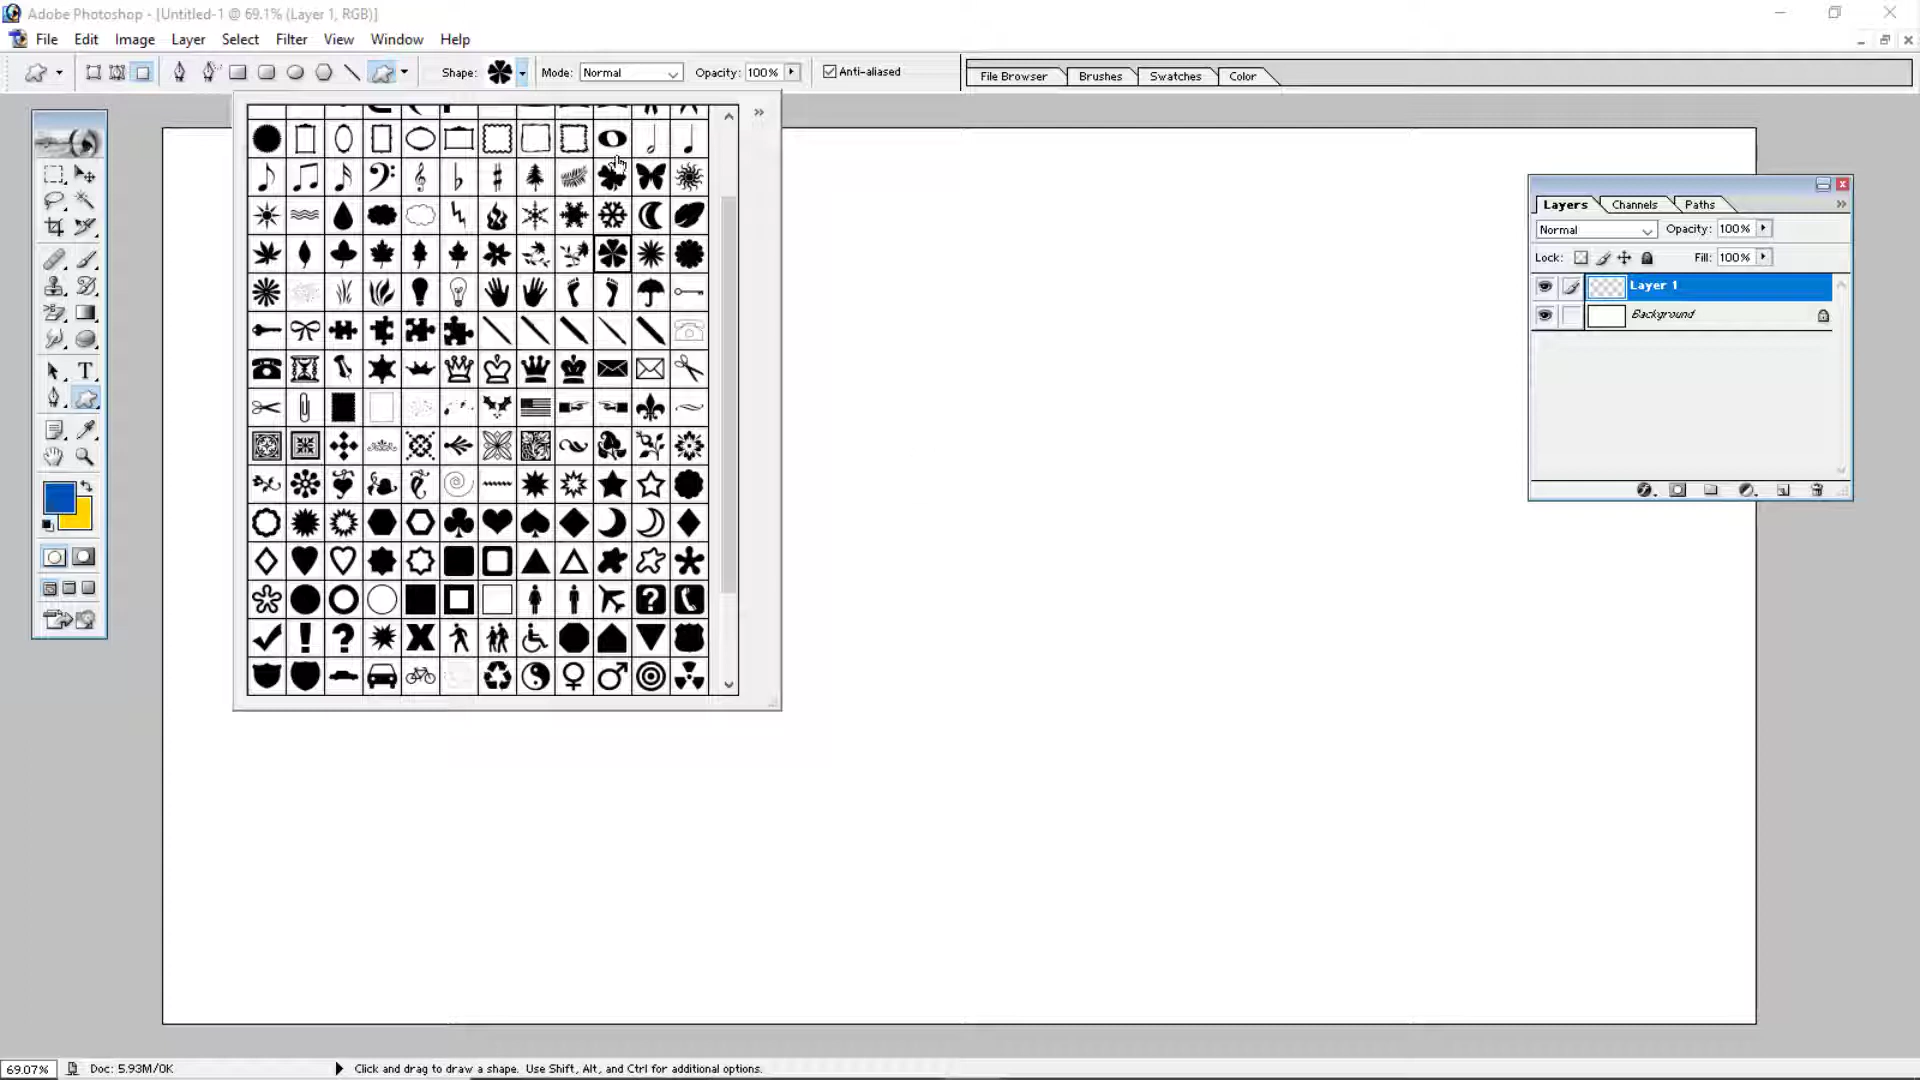 Adobe Photoshop - [Untitled-1 @ 69.1% (Layer 1, RGB)]
File Edit Image Layer Select Filter View Window Help
Shape: Mode: Normal Opacity: 100% Anti-aliased File Browser Brushes Swatches Color
Layers Channels Paths
Normal Opacity: 100%
Lock: Fill: 100%
Layer 1
Background
69.07% Doc: 5.93M/0K Click and drag to draw a shape. Use Shift, Alt, and Ctrl for additional options.